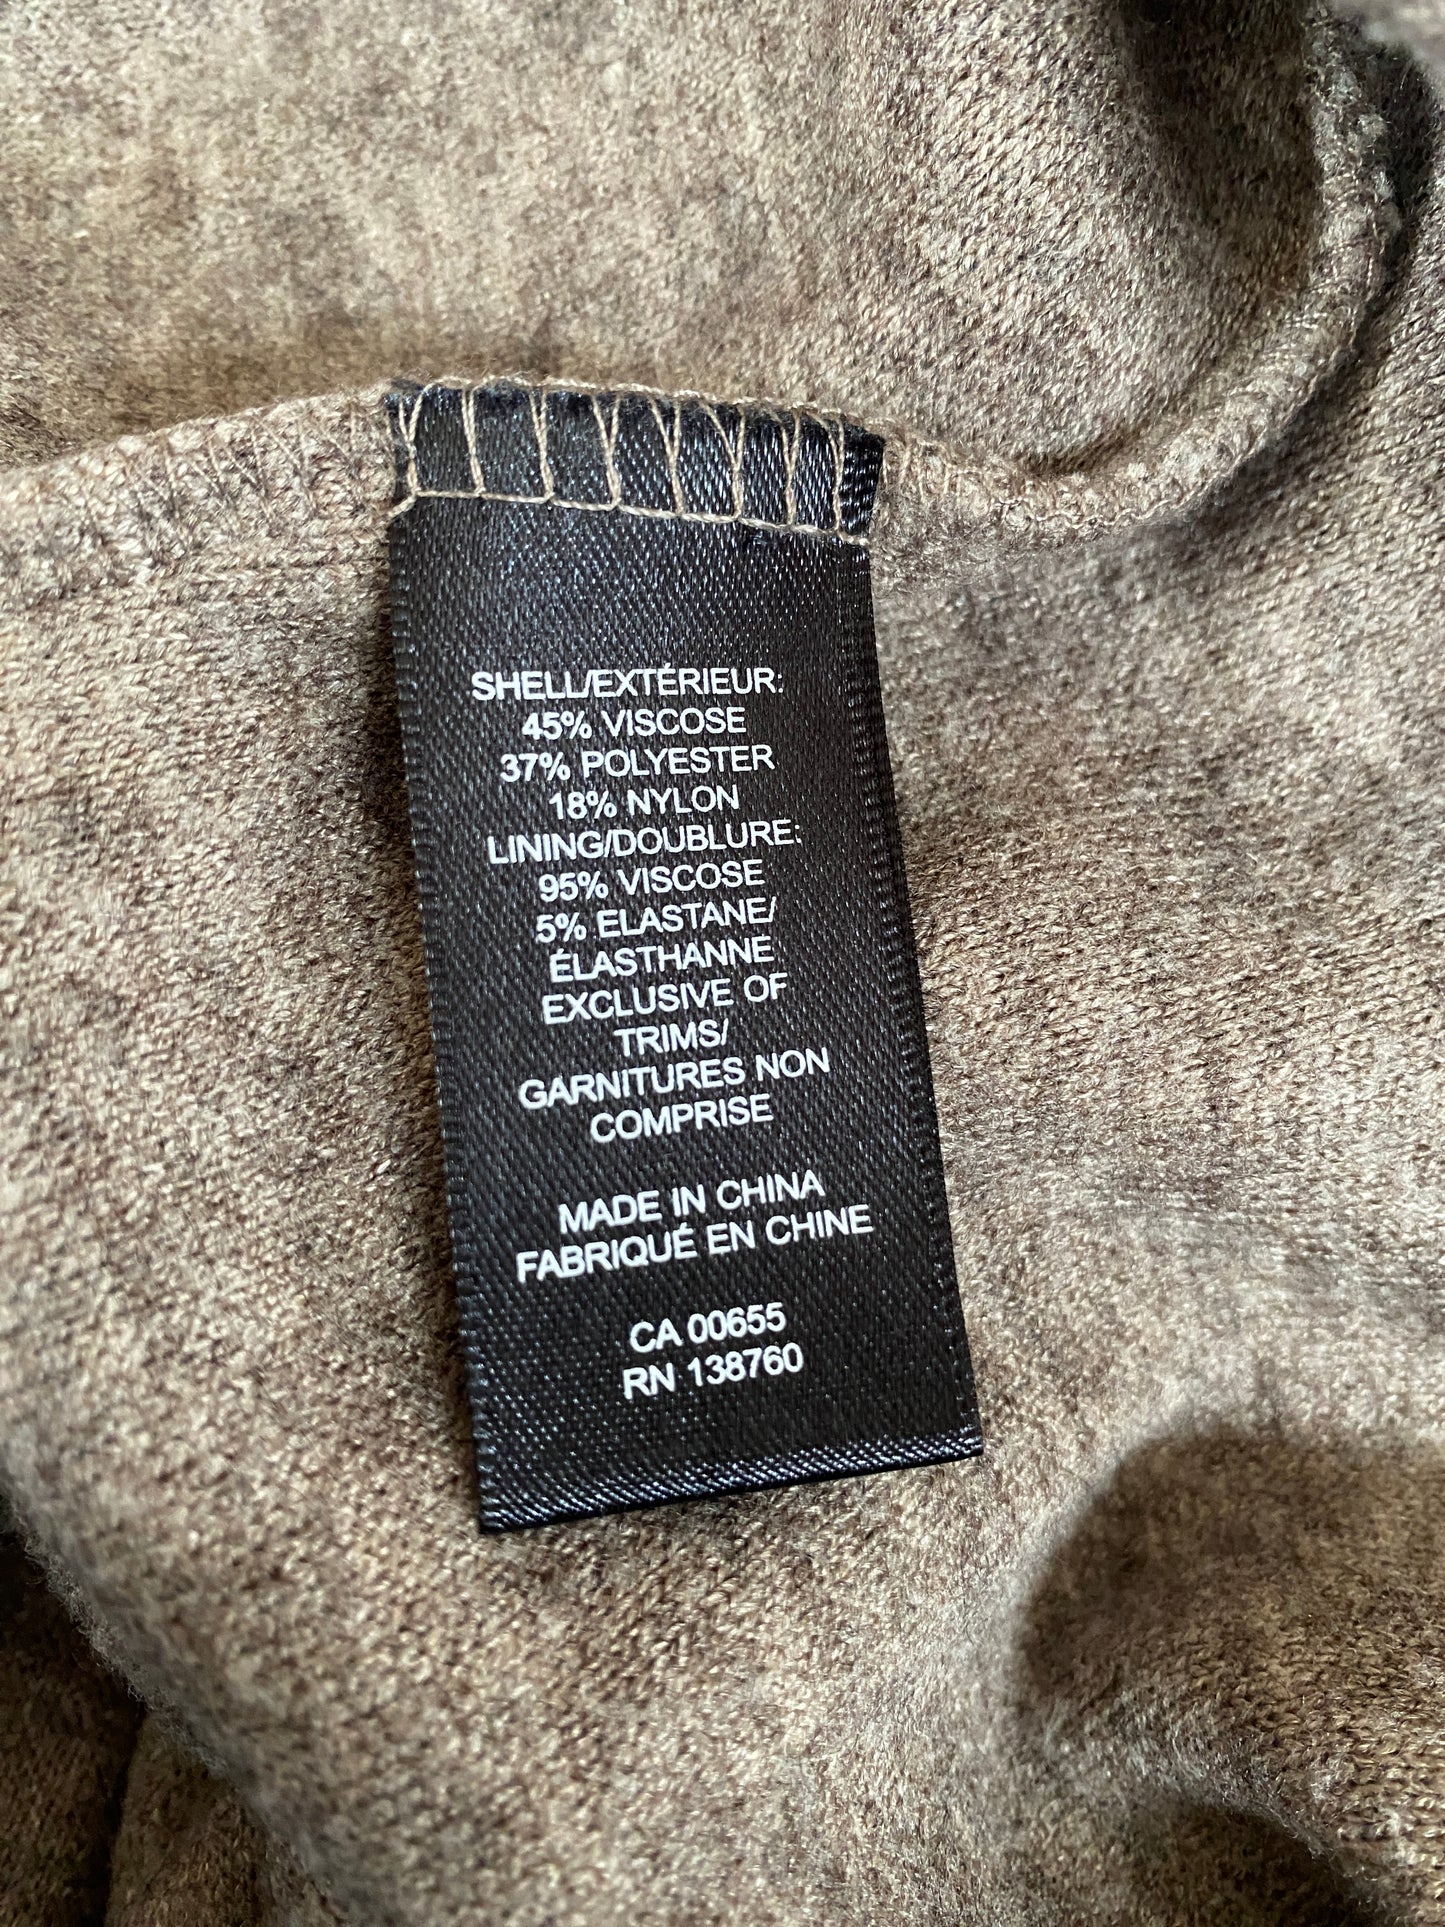 SHELL/EXTÉRIEUR:
45% VISCOSE
37% POLYESTER
18% NYLON
LINING/DOUBLURE:
95% VISCOSE
5% ELASTANE/
ÉLASTHANNE
EXCLUSIVE OF
TRIMS/
GARNITURES NON
COMPRISE
MADE IN CHINA
FABRIQUÉ EN CHINE
CA 00655
RN 138760